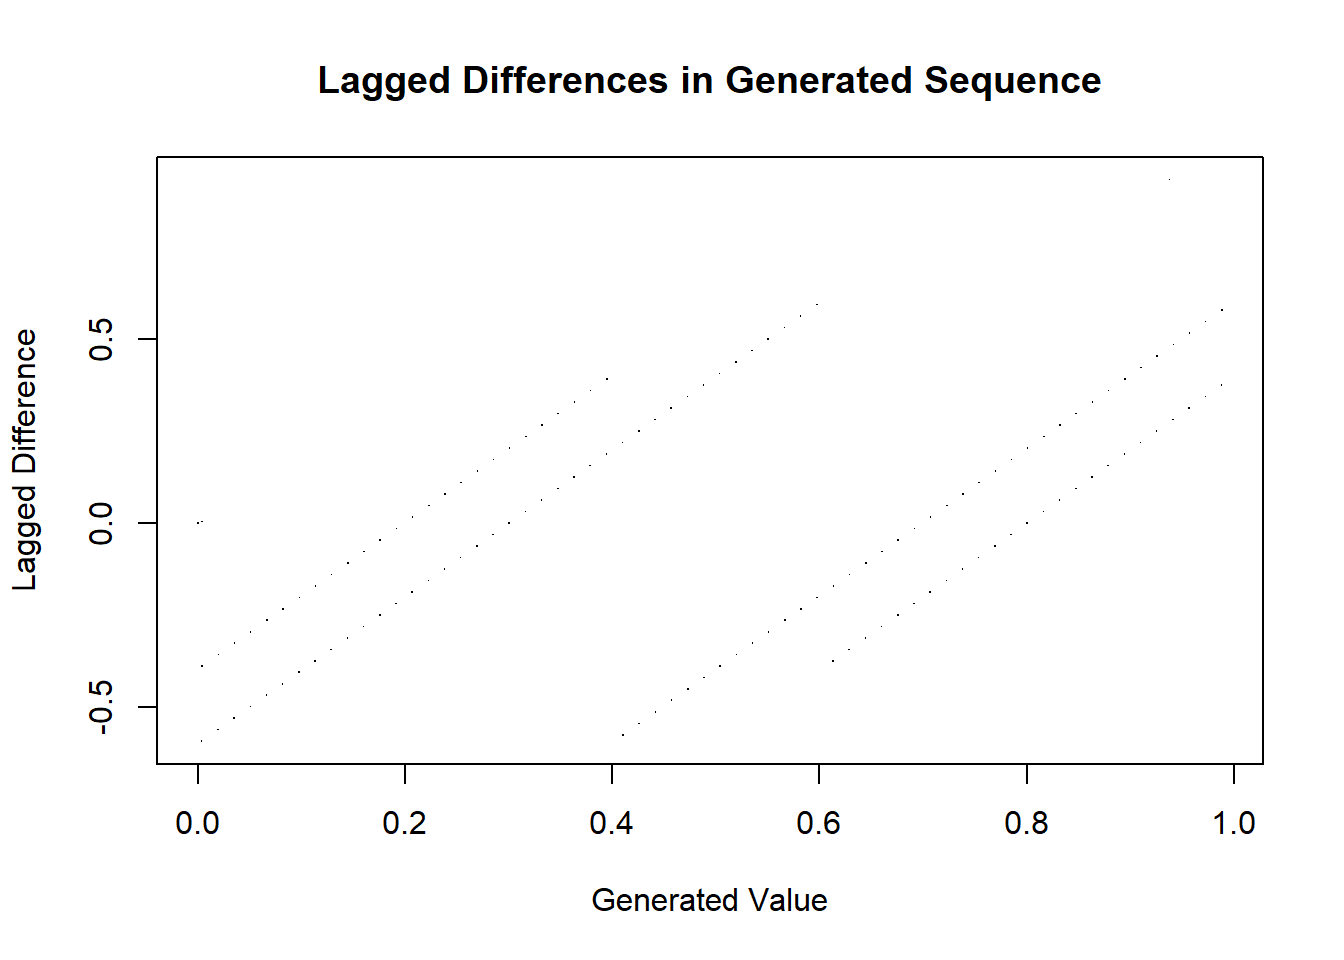 Lagged Differences in Generated Sequence
Lagged Difference
0.5
0.0
-0.5
0.0 0.2 0.4 0.6 0.8 1.0
Generated Value